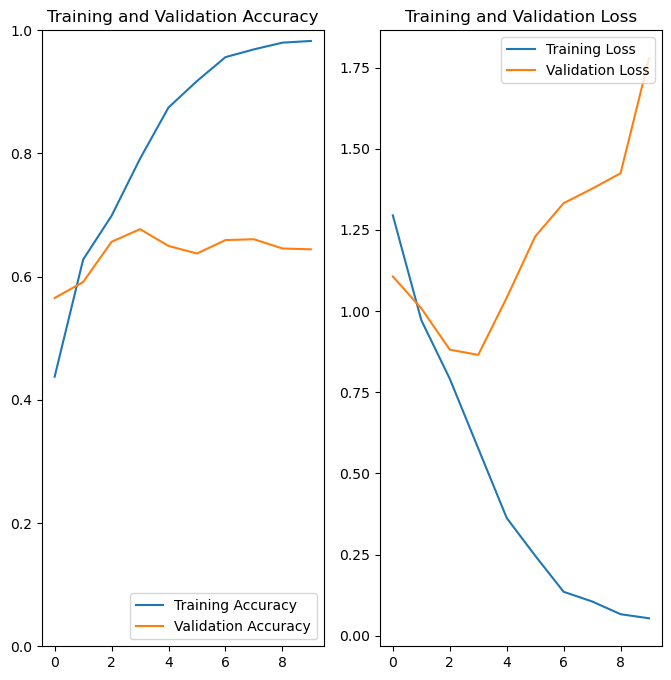 Training and Validation Accuracy
1.0
0.8
0.6
0.4
0.2
0.0
0 2 4 6 8
Training Accuracy
Validation Accuracy
Training and Validation Loss
1.75
1.50
1.25
1.00
0.75
0.50
0.25
0.00
0 2 4 6 8
Training Loss
Validation Loss